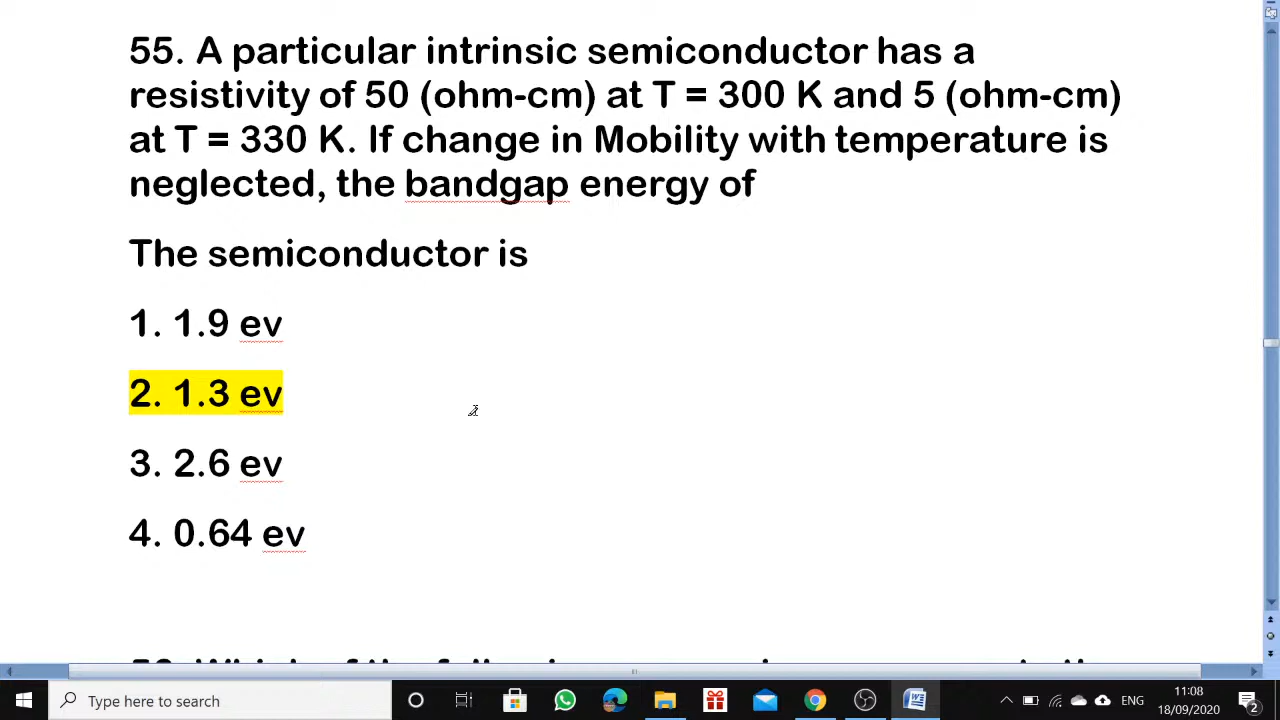 55. A particular intrinsic semiconductor has a
resistivity of 50 (ohm-cm) at T = 300 K and 5 (ohm-cm)
at T = 330 K. If change in Mobility with temperature is
neglected, the bandgap energy of
The semiconductor is
1. 1.9 ev
2. 1.3 ev
3. 2.6 ev
4. 0.64 ev
Type here to search
ENG
11:08
18/09/2020
2